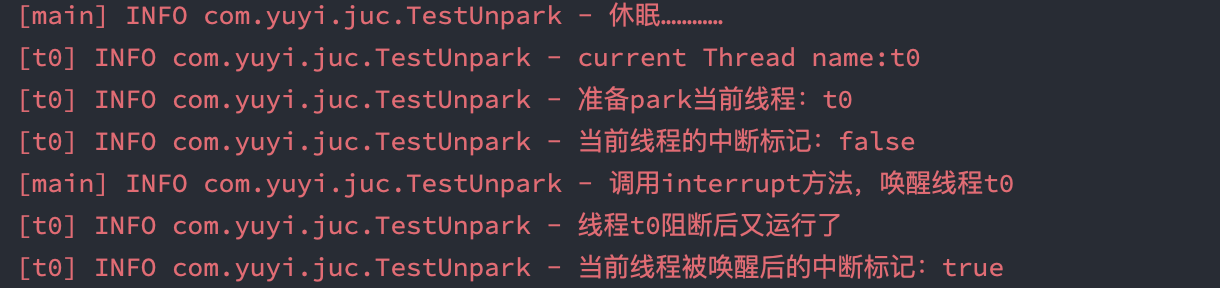 [main] INFO com.yuyi.juc.TestUnpark - 休眠…………
[t0] INFO com.yuyi.juc.TestUnpark - current Thread name:t0
[t0] INFO com.yuyi.juc.TestUnpark - 准备park当前线程：t0
[t0] INFO com.yuyi.juc.TestUnpark - 当前线程的中断标记：false
[main] INFO com.yuyi.juc.TestUnpark - 调用interrupt方法，唤醒线程t0
[t0] INFO com.yuyi.juc.TestUnpark - 线程t0阻断后又运行了
[t0] INFO com.yuyi.juc.TestUnpark - 当前线程被唤醒后的中断标记：true